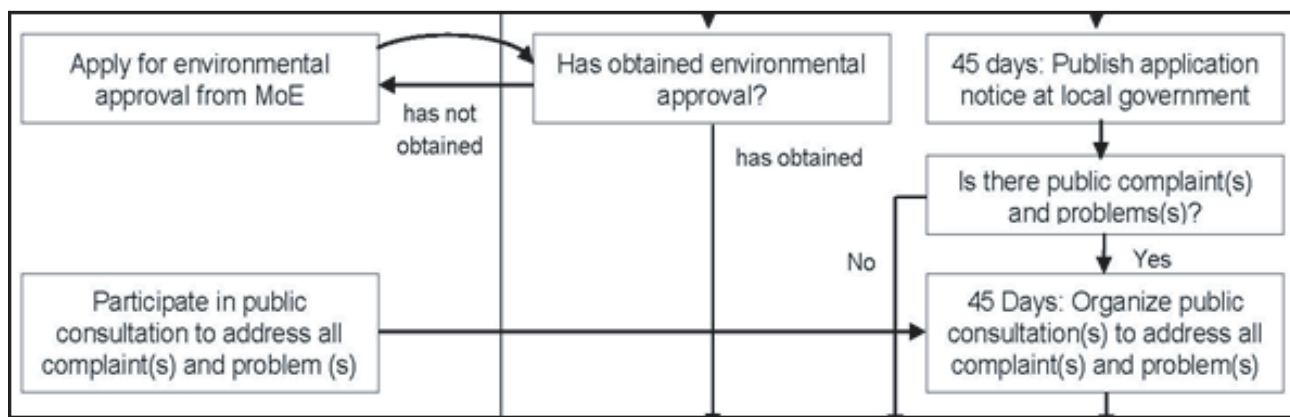 Apply for environmental
approval from MoE
has not
obtained
Has obtained environmental
approval?
has obtained
45 days: Publish application
notice at local government
Is there public complaint(s)
and problems(s)?
No
Yes
Participate in public
consultation to address all
complaint(s) and problem (s)
45 Days: Organize public
consultation(s) to address all
complaint(s) and problem(s)